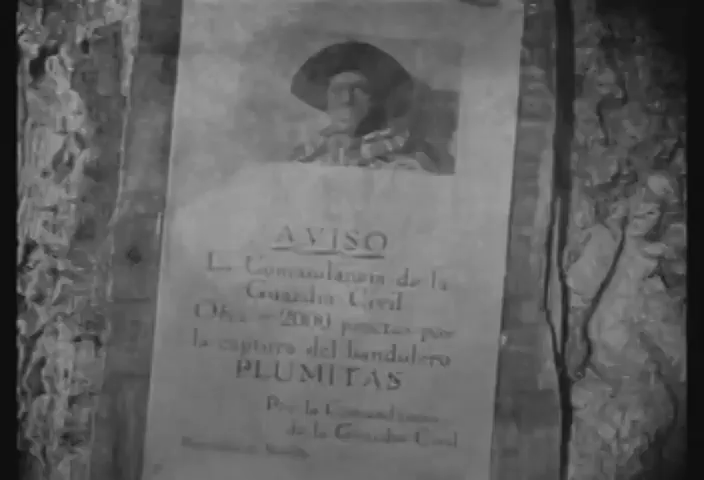 AVISO
La Comandancia de la
Guardia Civil
Ofrece 2000 pesetas por
la captura del bandolero
PLUMITAS
Por la Comandancia
de la Guardia Civil